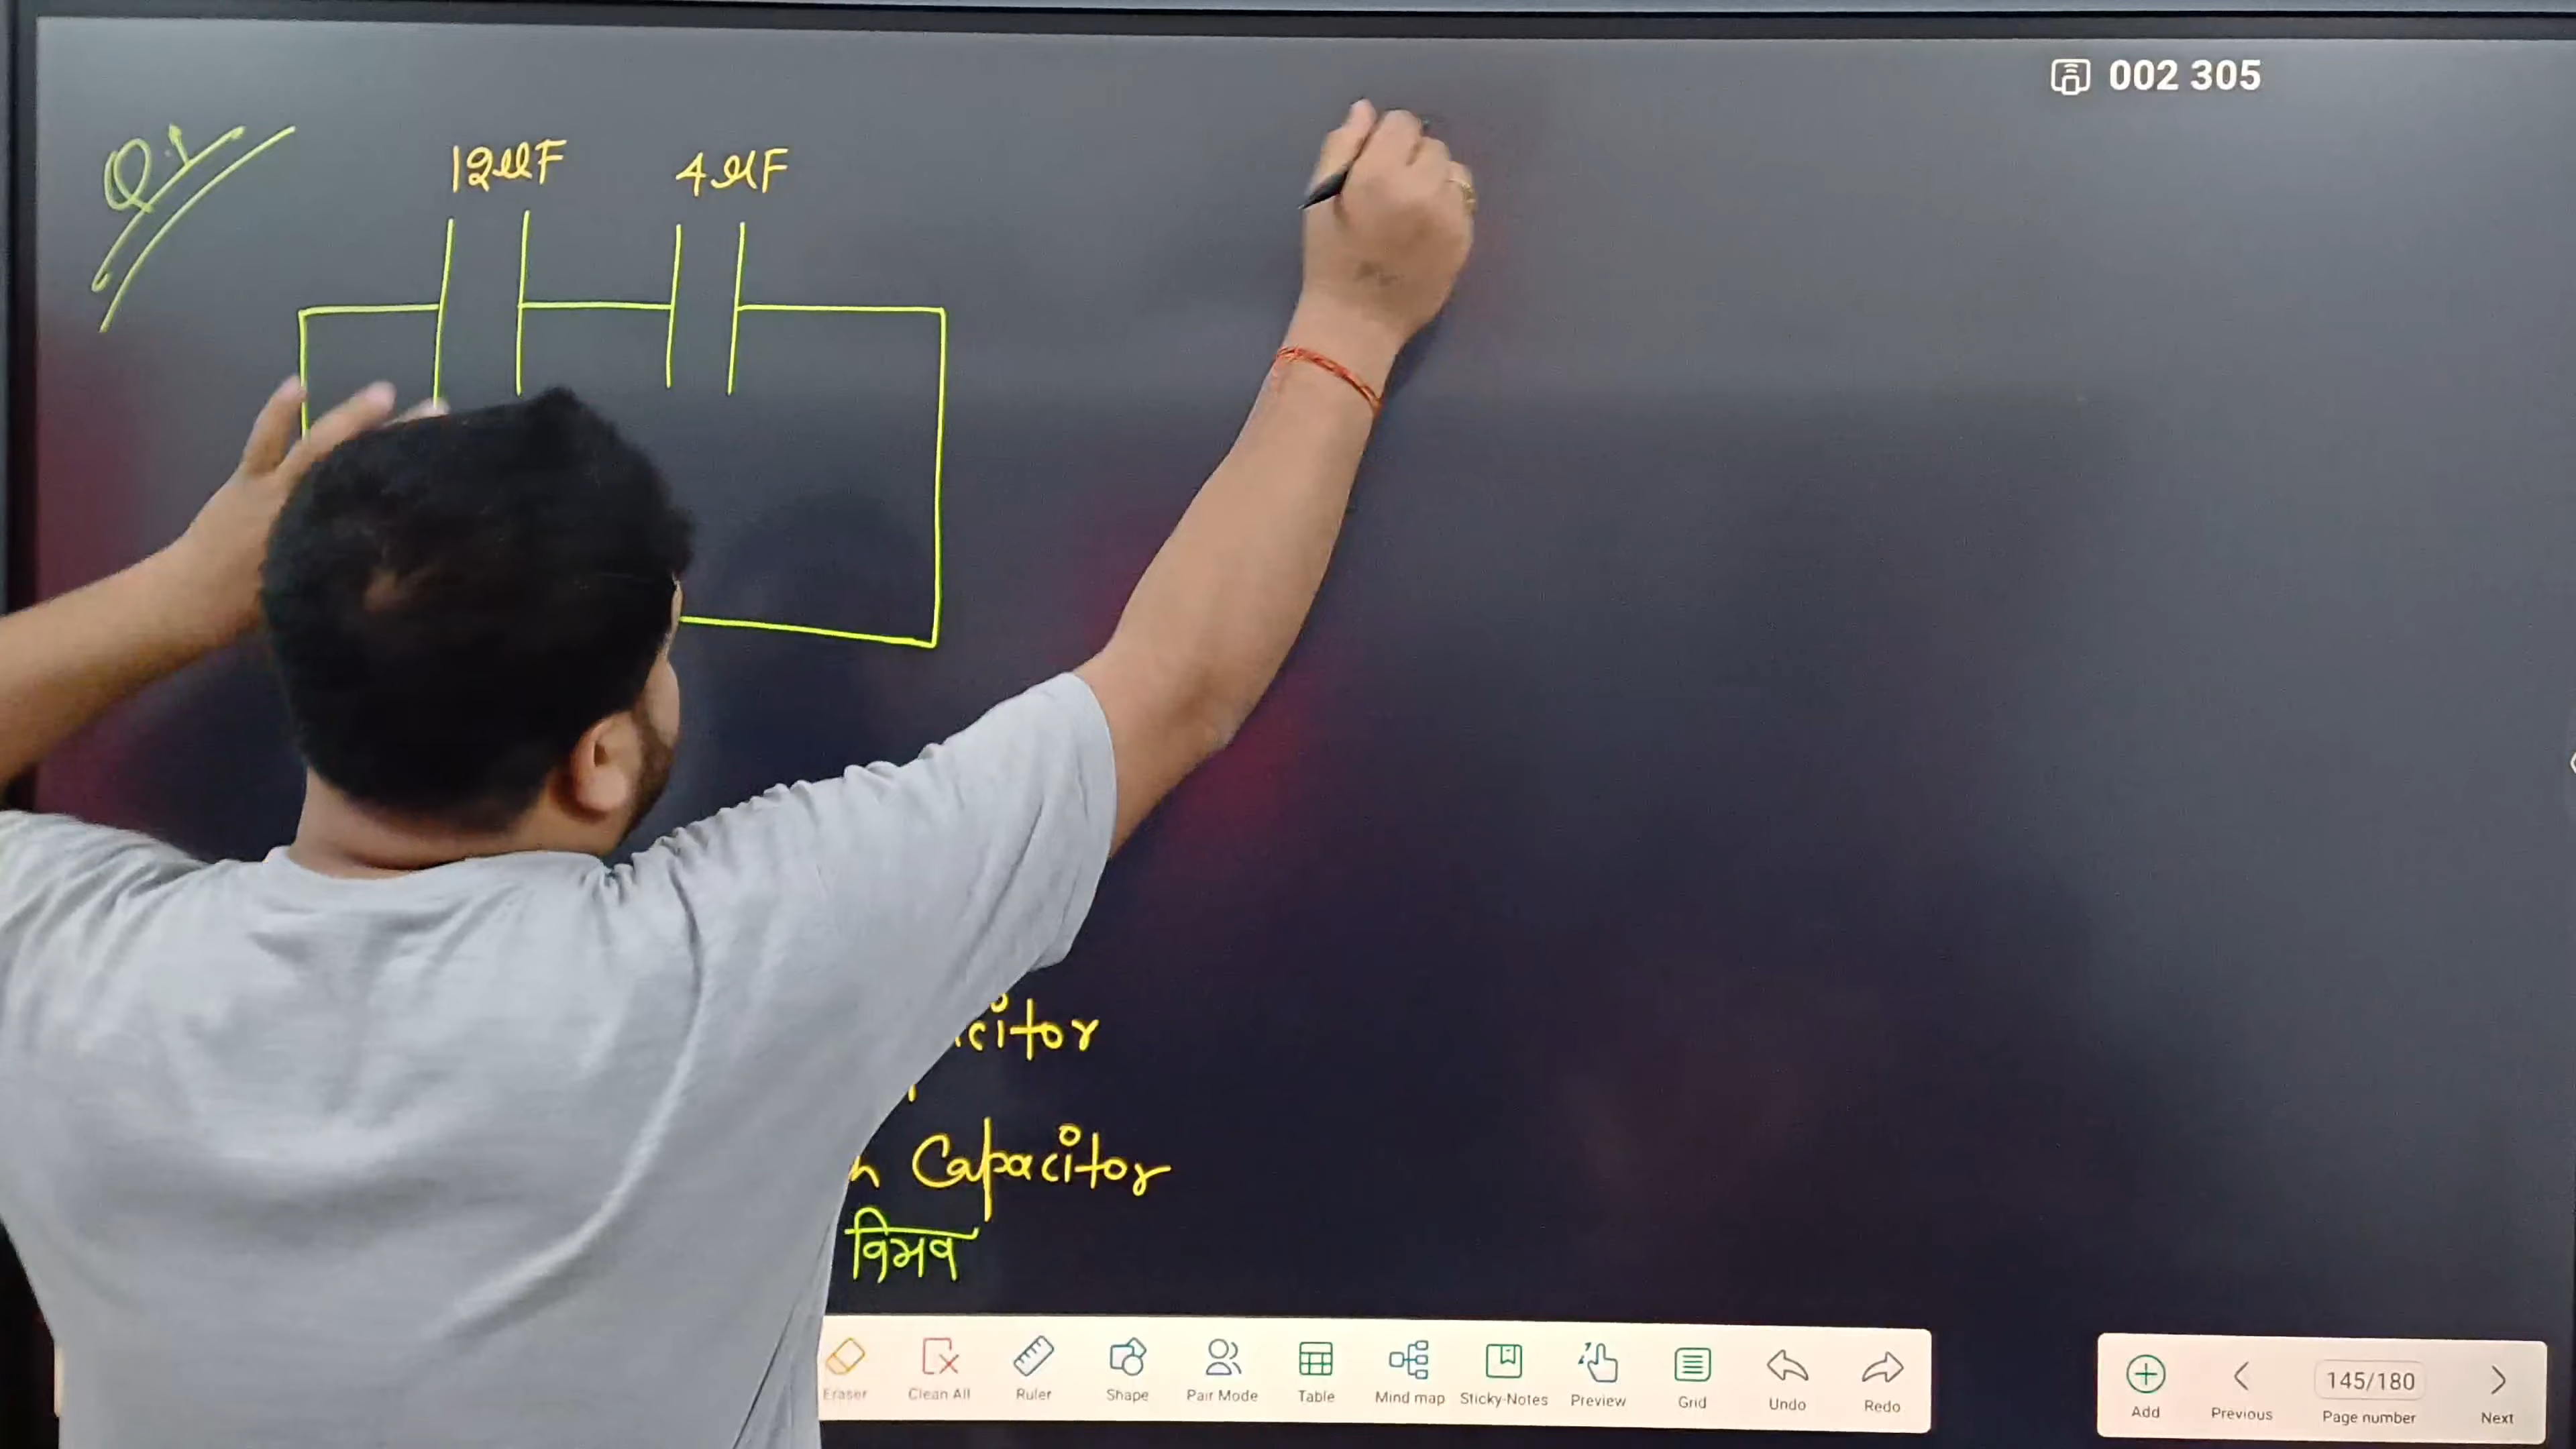 002 305
Q.1
12μF 4μF
Capacitor
विभव
Eraser Clean All Ruler Shape Pair Mode Table Mind map Sticky-Notes Preview Grid Undo Redo
Add Previous 145/180 Page number Next